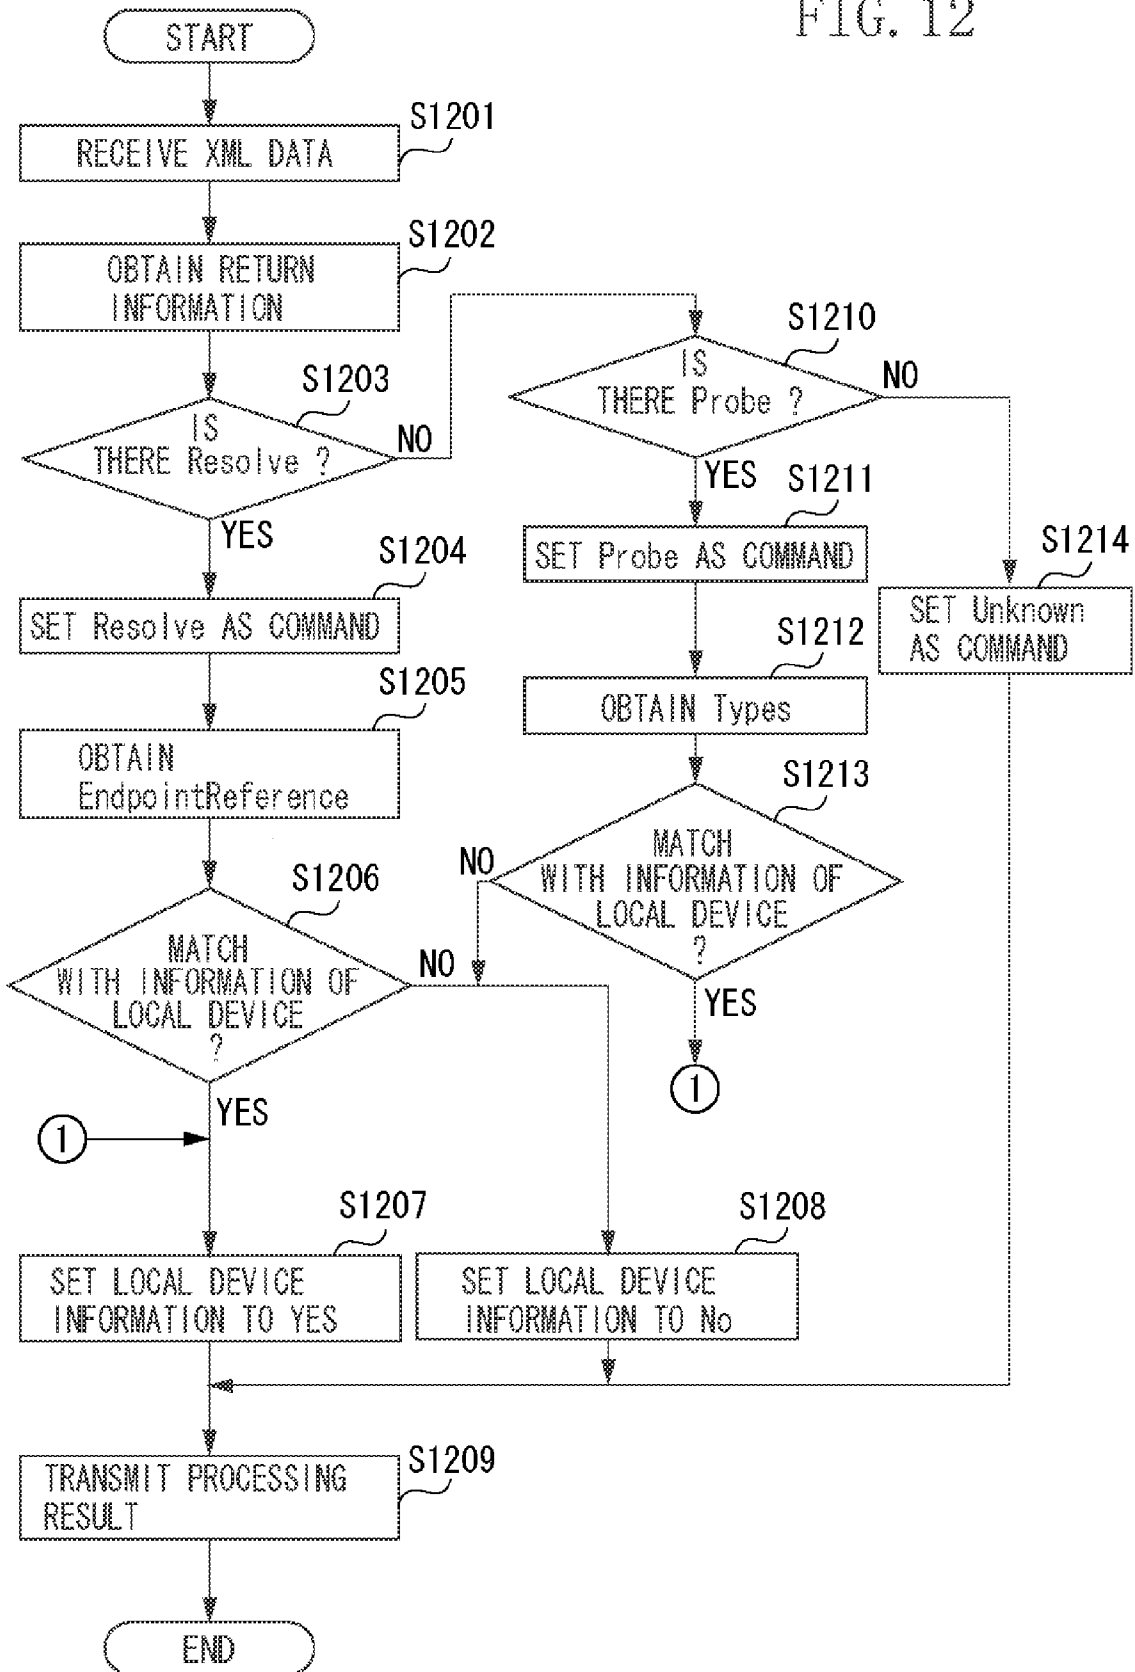 FIG. 12
START
S1201
RECEIVE XML DATA
S1202
OBTAIN RETURN
INFORMATION
S1203
IS
THERE Resolve ?
NO
YES
S1204
SET Resolve AS COMMAND
S1205
OBTAIN
EndpointReference
S1206
MATCH
WITH INFORMATION OF
LOCAL DEVICE
?
NO
YES
1
S1207
SET LOCAL DEVICE
INFORMATION TO YES
S1208
SET LOCAL DEVICE
INFORMATION TO No
S1209
TRANSMIT PROCESSING
RESULT
END
S1210
IS
THERE Probe ?
NO
YES
S1211
SET Probe AS COMMAND
S1212
OBTAIN Types
S1213
MATCH
WITH INFORMATION OF
LOCAL DEVICE
?
NO
YES
1
S1214
SET Unknown
AS COMMAND